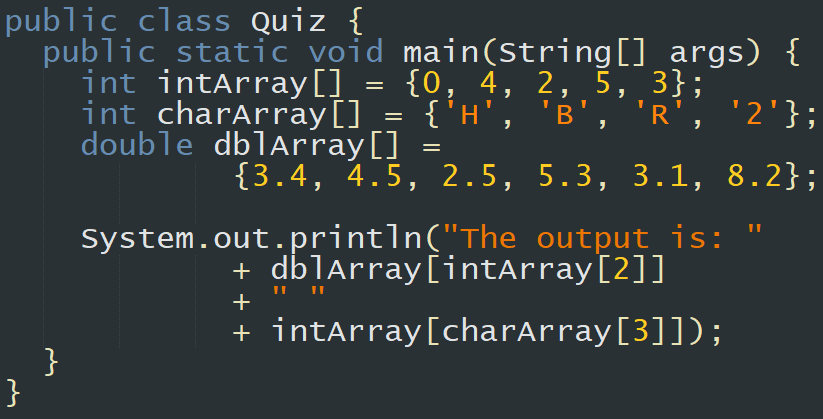 public class Quiz {
  public static void main(String[] args) {
    int intArray[] = {0, 4, 2, 5, 3};
    int charArray[] = {'H', 'B', 'R', '2'};
    double dblArray[] =
            {3.4, 4.5, 2.5, 5.3, 3.1, 8.2};

    System.out.println("The output is: "
            + dblArray[intArray[2]]
            + " "
            + intArray[charArray[3]]);
  }
}